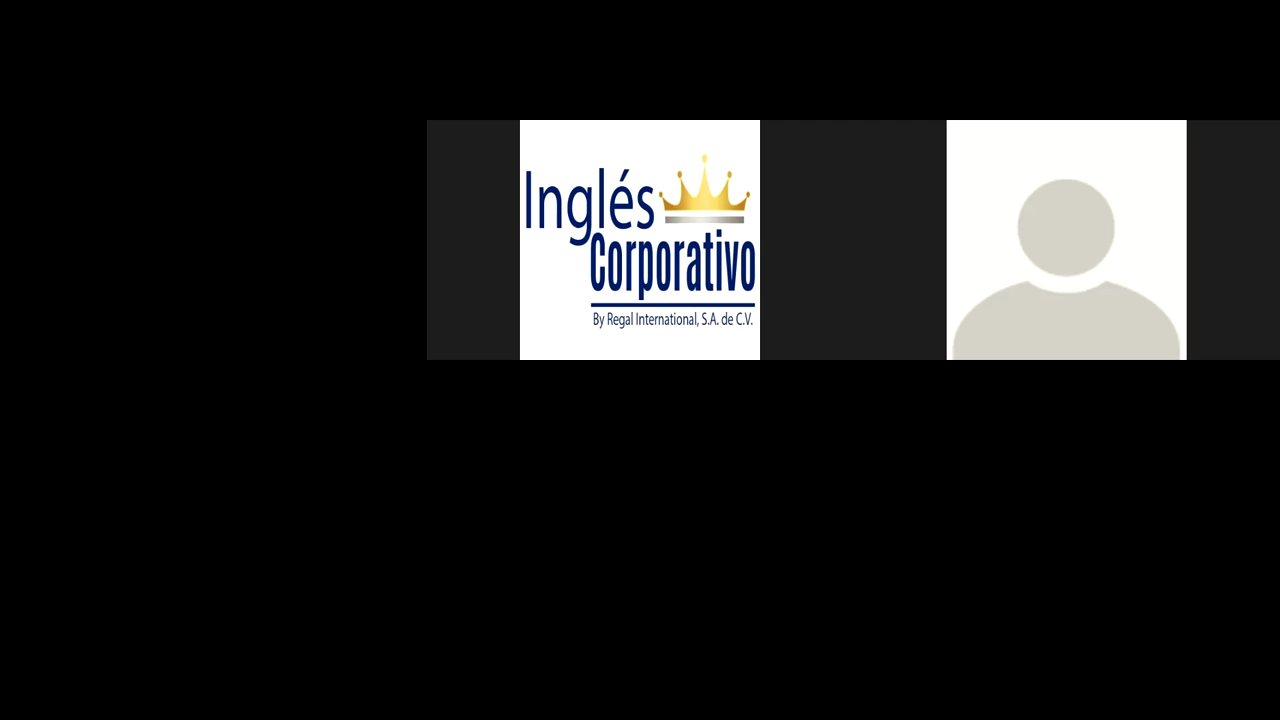 Inglés
Corporativo
By Regal International, S.A. de C.V.